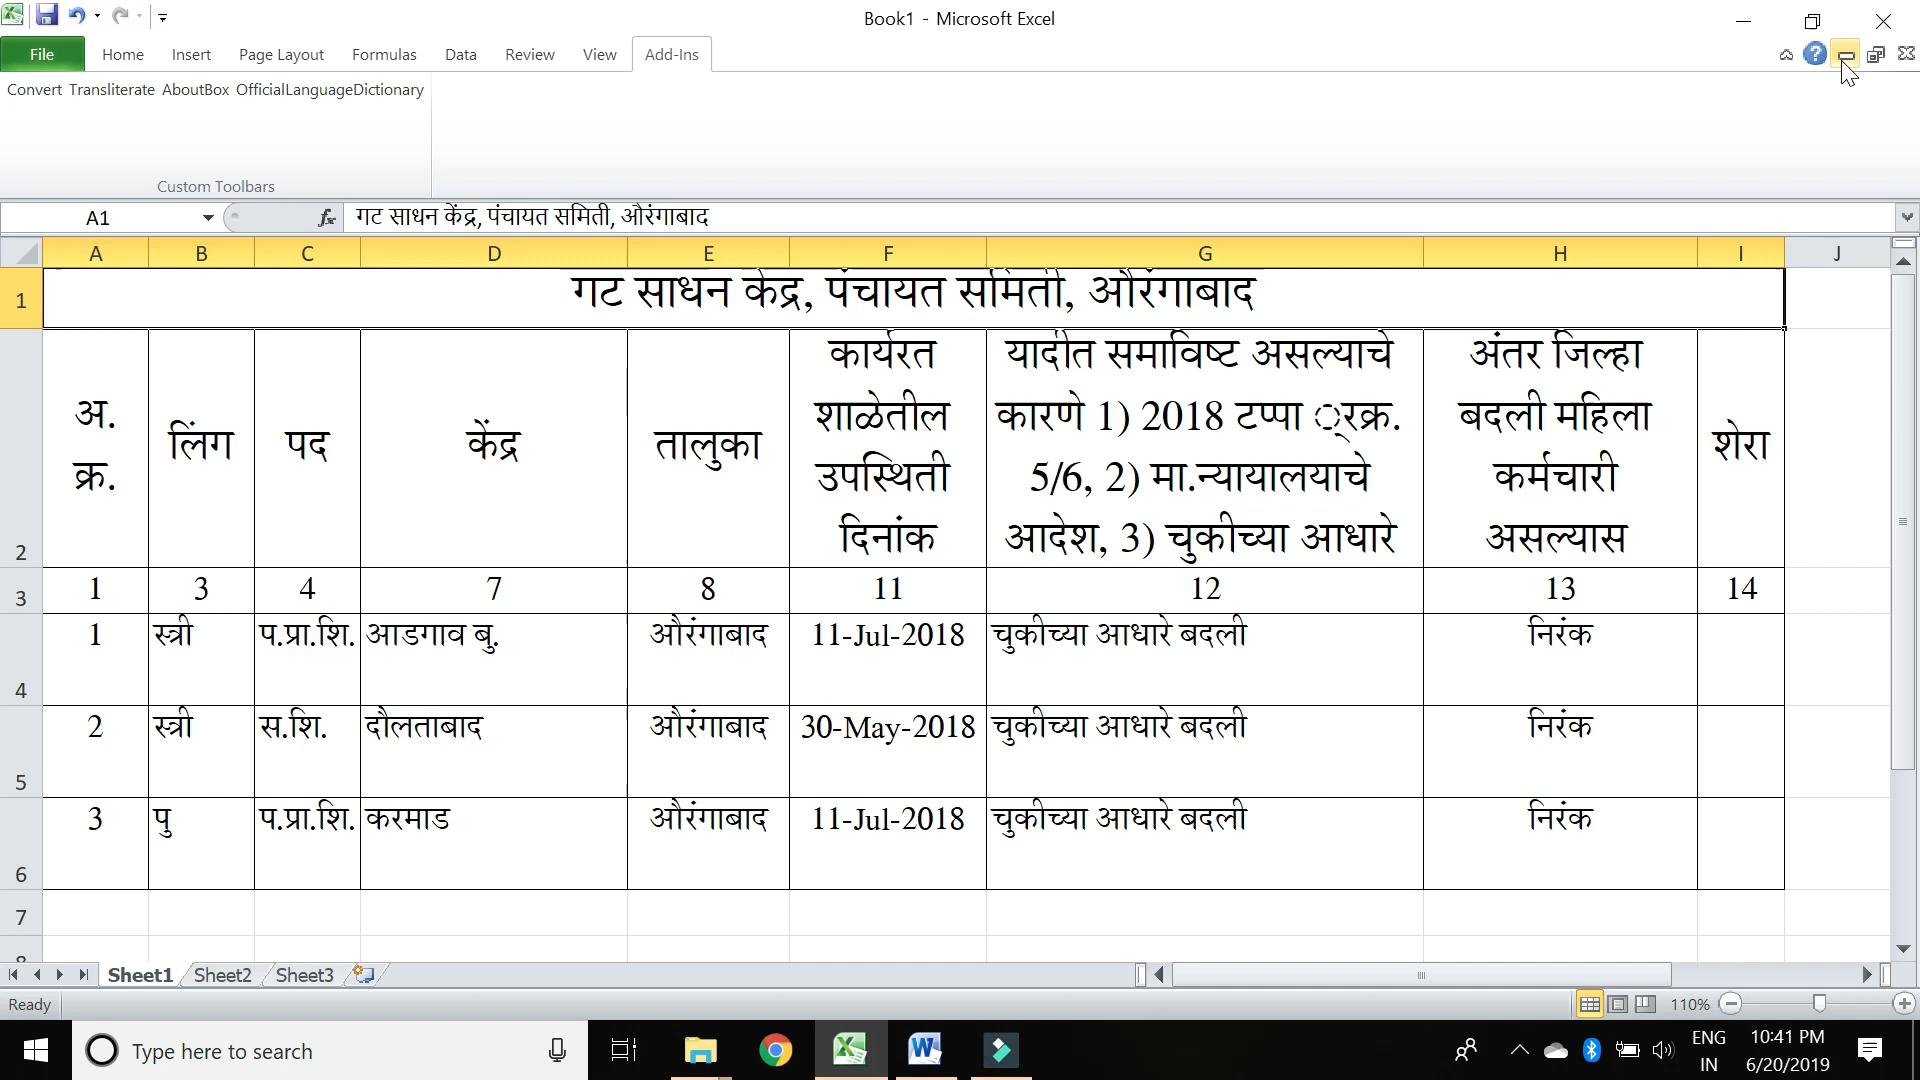 Book1 - Microsoft Excel
File Home Insert Page Layout Formulas Data Review View Add-Ins
Convert Transliterate AboutBox OfficialLanguageDictionary
Custom Toolbars
A1 fx गट साधन केंद्र, पंचायत समिती, औरंगाबाद
A B C D E F G H I J
1 गट साधन केंद्र, पंचायत समिती, औरंगाबाद
2
अ.
क्र.
लिंग
पद
केंद्र
तालुका
कार्यरत
शाळेतील
उपस्थिती
दिनांक
यादीत समाविष्ट असल्याचे
कारणे 1) 2018 टप्पा ्रक्र.
5/6, 2) मा.न्यायालयाचे
आदेश, 3) चुकीच्या आधारे
अंतर जिल्हा
बदली महिला
कर्मचारी
असल्यास
शेरा
3 1 3 4 7 8 11 12 13 14
4 1 स्त्री प.प्रा.शि. आडगाव बु. औरंगाबाद 11-Jul-2018 चुकीच्या आधारे बदली निरंक
5 2 स्त्री स.शि. दौलताबाद औरंगाबाद 30-May-2018 चुकीच्या आधारे बदली निरंक
6 3 पु प.प्रा.शि. करमाड औरंगाबाद 11-Jul-2018 चुकीच्या आधारे बदली निरंक
7
Sheet1 Sheet2 Sheet3
Ready 110%
Type here to search
ENG 10:41 PM
IN 6/20/2019